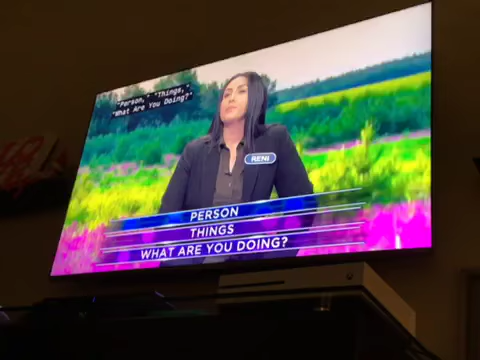 "Person," "Things,"
"What Are You Doing?"
RENI
PERSON
THINGS
WHAT ARE YOU DOING?